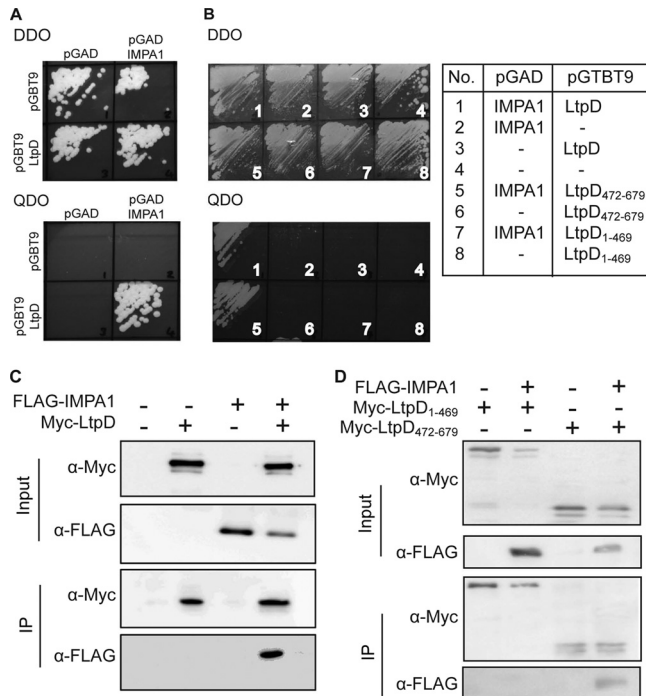 A
DDO
pGAD
pGAD
IMPA1
pGBT9
pGBT9
LtpD
QDO
pGAD
pGAD
IMPA1
pGBT9
pGBT9
LtpD
B
DDO
1 2 3 4
5 6 7 8
QDO
1 2 3 4
5 6 7 8
No. pGAD pGTBT9
1 IMPA1 LtpD
2 IMPA1 -
3 - LtpD
4 - -
5 IMPA1 LtpD472-679
6 - LtpD472-679
7 IMPA1 LtpD1-469
8 - LtpD1-469
C
FLAG-IMPA1 - - + +
Myc-LtpD - + - +
Input
α-Myc
α-FLAG
IP
α-Myc
α-FLAG
D
FLAG-IMPA1 - + - +
Myc-LtpD1-469 + + - -
Myc-LtpD472-679 - - + +
Input
α-Myc
α-FLAG
IP
α-Myc
α-FLAG